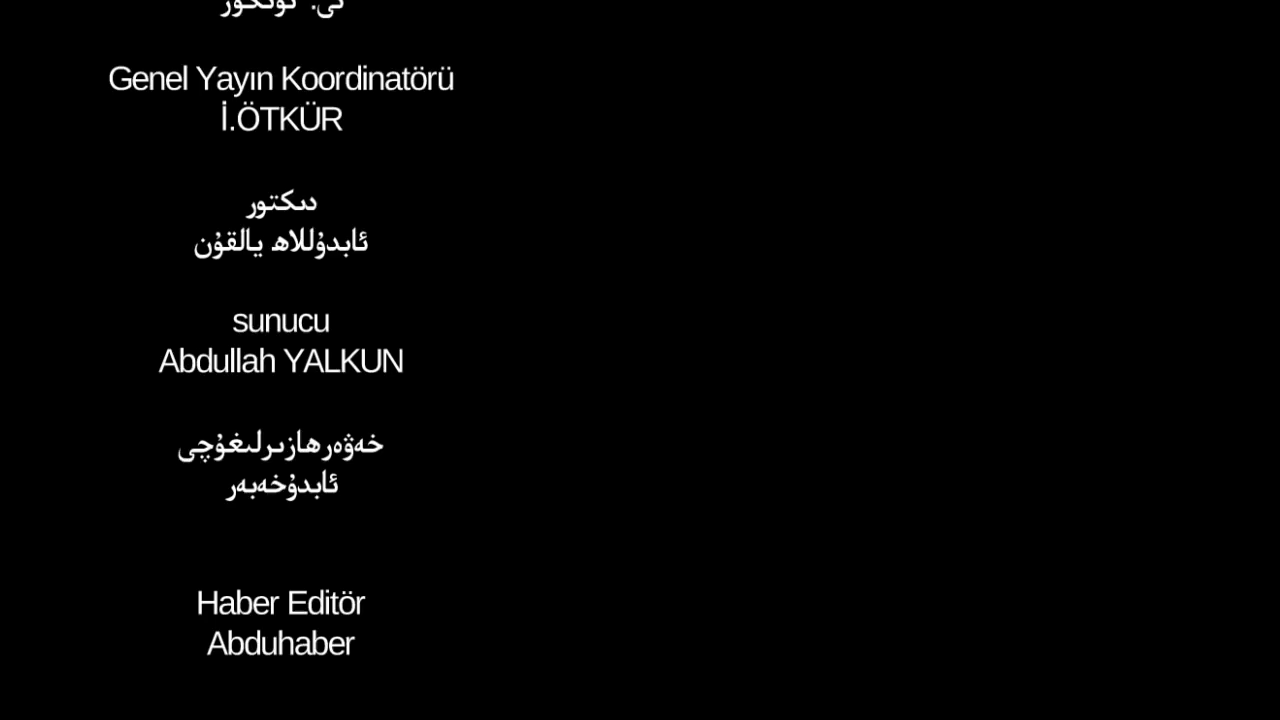 Genel Yayın Koordinatörü
İ.ÖTKÜR
دىكتور
ئابدۇللاھ يالقۇن
sunucu
Abdullah YALKUN
خەۋەرھازىرلىغۇچى
ئابدۇخەبەر
Haber Editör
Abduhaber